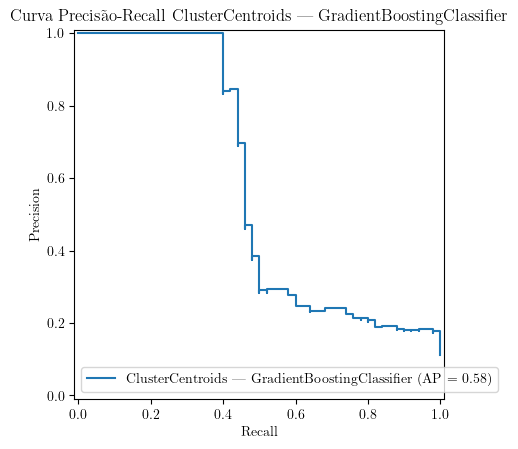 Curva Precisão-Recall ClusterCentroids — GradientBoostingClassifier
1.0
0.8
0.6
0.4
0.2
0.0
Precision
ClusterCentroids — GradientBoostingClassifier (AP = 0.58)
0.0 0.2 0.4 0.6 0.8 1.0
Recall